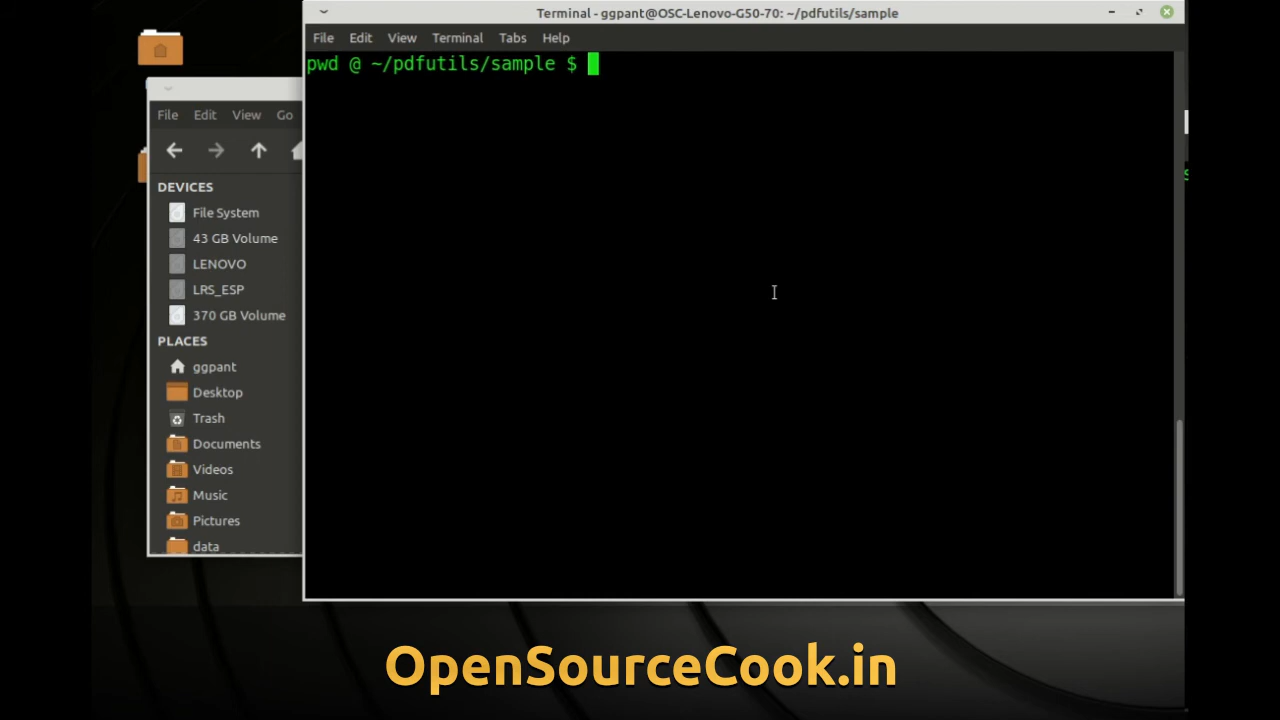 Terminal - ggpant@OSC-Lenovo-G50-70: ~/pdfutils/sample
File Edit View Terminal Tabs Help
pwd @ ~/pdfutils/sample $
File Edit View Go
DEVICES
File System
43 GB Volume
LENOVO
LRS_ESP
370 GB Volume
PLACES
ggpant
Desktop
Trash
Documents
Videos
Music
Pictures
data
OpenSourceCook.in